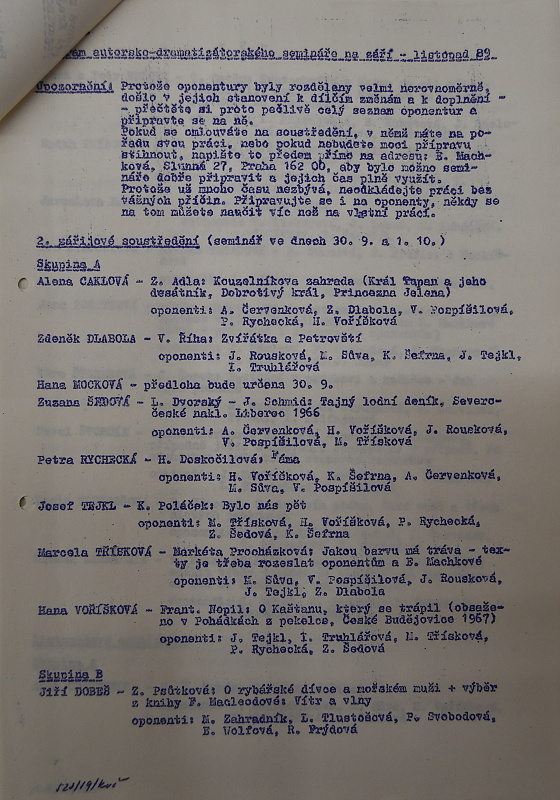 ram autorsko-dramatizátorského semináře na září - listopad 89
Upozornění: Protože oponentury byly rozděleny velmi nerovnoměrně,
došlo v jejich stanovení k dílčím změnám a k doplnění -
- přečtěte si proto pečlivě celý seznam oponentur a
připravte se na ně.
Pokud se omlouváte na soustředění, v němž máte na po-
řadu svou práci, nebo pokud nebudete moci přípravu
stihnout, napište to předem přímo na adresu: E. Mach-
ková, Slunná 27, Praha 162 00, aby bylo možno semi-
náře dobře připravit a jejich čas plně využít.
Protože už mnoho času nezbývá, neodkládejte práci bez
vážných příčin. Připravujte se i na oponenty, někdy se
na tom můžete naučit víc než na vlastní práci.
2. zářijové soustředění (seminář ve dnech 30. 9. a 1. 10.)
Skupina A
Alena CAKLOVÁ - Z. Adla: Kouzelníkova zahrada (Král Ťapan a jeho
desátník, Dobrotivý král, Princezna Jelena)
oponenti: A. Červenková, Z. Dlabola, V. Pospíšilová,
P. Rychecká, H. Voříšková
Zdeněk DLABOLA - V. Říha: Zvířátka a Petrovští
oponenti: J. Rousková, M. Sůva, K. Šefrna, J. Tejkl,
I. Truhlářová
Hana MOCKOVÁ - předloha bude určena 30. 9.
Zuzana ŠEDOVÁ - L. Dvorský - J. Schmid: Tajný lodní deník, Severo-
české nakl. Liberec 1966
oponenti: A. Červenková, H. Voříšková, J. Rousková,
V. Pospíšilová, M. Třísková
Petra RYCHECKÁ - H. Doskočilová: Fáma
oponenti: H. Voříšková, K. Šefrna, A. Červenková,
M. Sůva, V. Pospíšilová
Josef TEJKL - K. Poláček: Bylo nás pět
oponenti: M. Třísková, H. Voříšková, P. Rychecká,
Z. Šedová, K. Šefrna
Marcela TŘÍSKOVÁ - Markéta Procházková: Jakou barvu má tráva - tex-
ty je třeba rozeslat oponentům a E. Machkové
oponenti: M. Sůva, V. Pospíšilová, J. Rousková,
J. Tejkl, Z. Dlabola
Hana VOŘÍŠKOVÁ - Frant. Nepil: O Kaštanu, který se trápil (obsaže-
no v Pohádkách z pekelce, České Budějovice 1967)
oponenti: J. Tejkl, I. Truhlářová, M. Třísková,
P. Rychecká, Z. Šedová
Skupina B
Jiří DOBEŠ - Z. Psůtková: O rybářské dívce a mořském muži + výběr
z knihy F. Macleodové: Vítr a vlny
oponenti: M. Zahradník, L. Tlustošová, P. Svobodová,
E. Wolfová, R. Frýdová